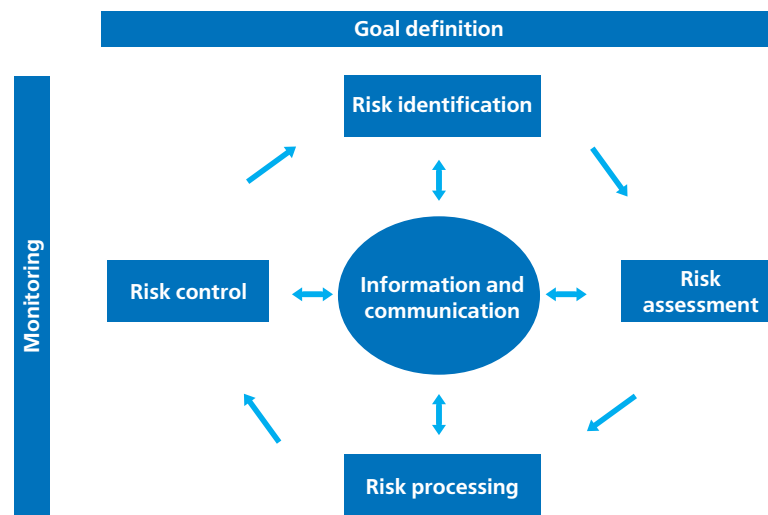 Goal definition
Risk identification
Monitoring
Risk control
Information and
communication
Risk
assessment
Risk processing